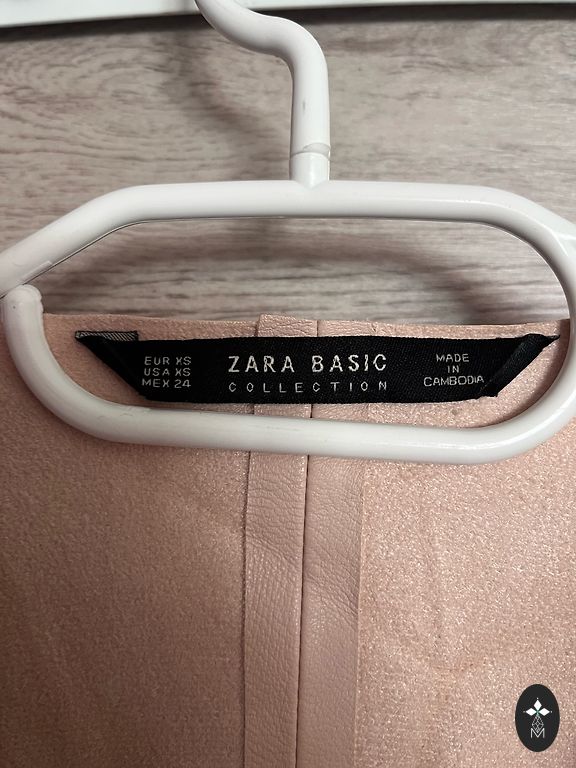 EUR XS
USA XS
MEX 24
ZARA BASIC
COLLECTION
MADE
IN
CAMBODIA
M